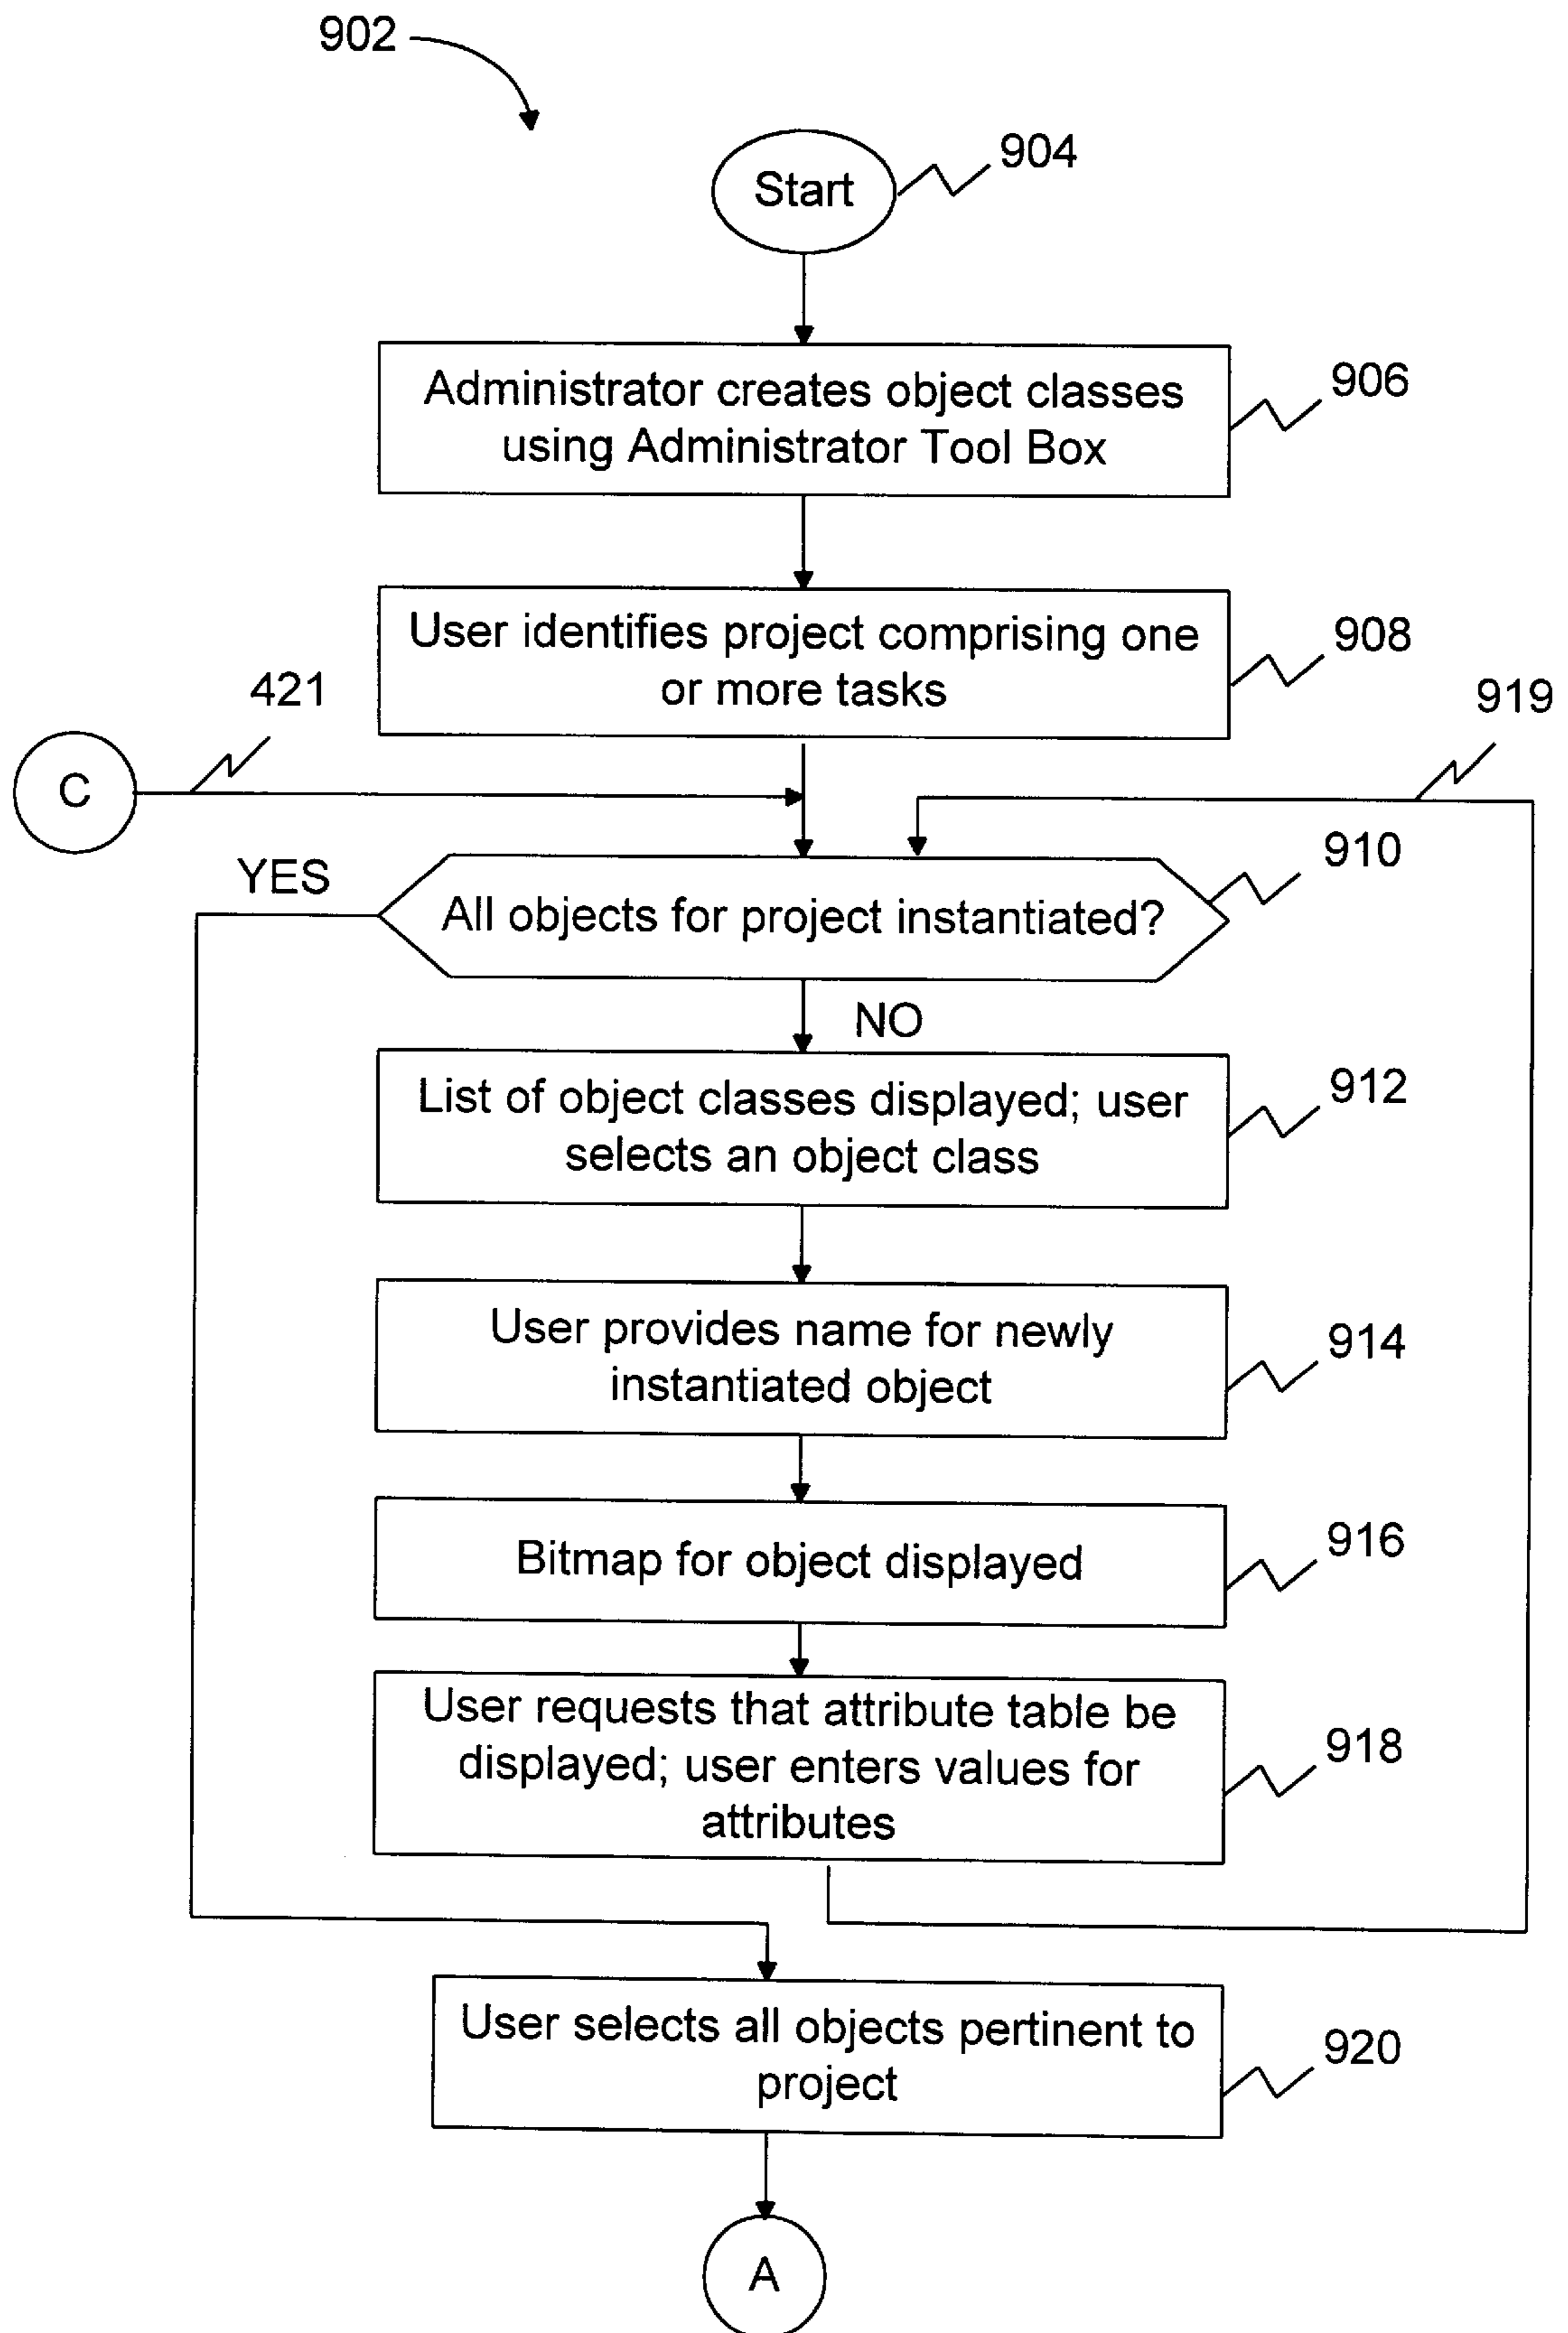 902
904
Start
906
Administrator creates object classes
using Administrator Tool Box
908
User identifies project comprising one
or more tasks
421
919
C
910
YES
All objects for project instantiated?
NO
912
List of object classes displayed; user
selects an object class
914
User provides name for newly
instantiated object
916
Bitmap for object displayed
918
User requests that attribute table be
displayed; user enters values for
attributes
920
User selects all objects pertinent to
project
A